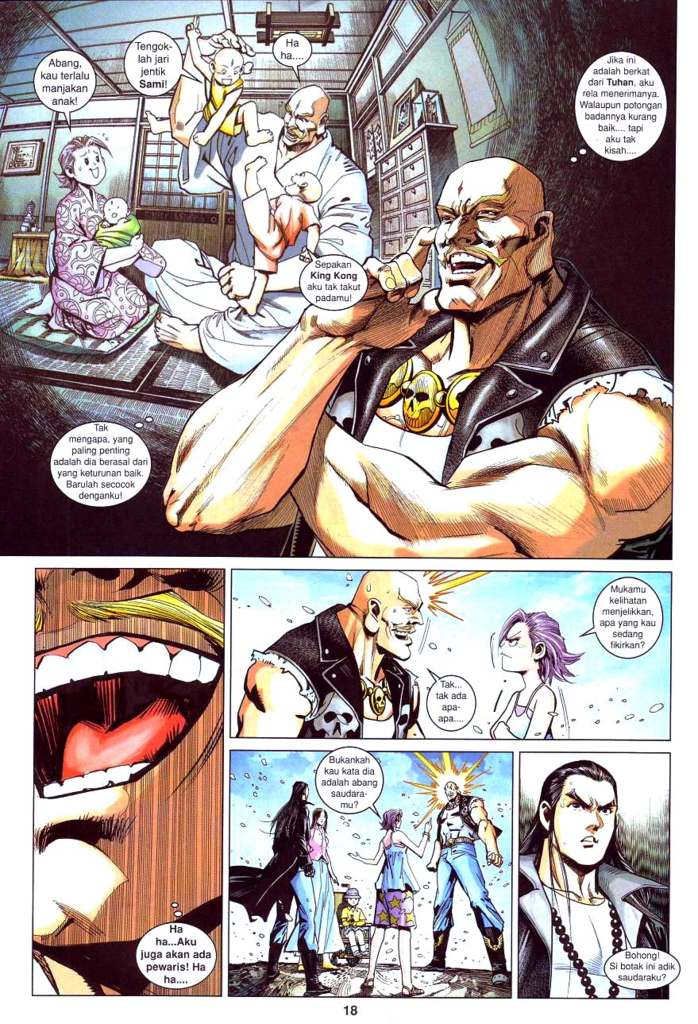 Abang,
kau terlalu
manjakan
anak!
Tengok-
lah jari
jentik
Sami!
Ha
ha....
Jika ini
adalah berkat
dari Tuhan, aku
rela menerimanya.
Walaupun potongan
badannya kurang
baik.... tapi
aku tak
kisah....
Sepakan
King Kong
aku tak takut
padamu!
Tak
mengapa, yang
paling penting
adalah dia berasal dari
yang keturunan baik.
Barulah secocok
denganku!
Ha
Ha
ha...Aku
juga akan ada
pewaris! Ha
ha....
Mukamu
kelihatan
menjelikkan,
apa yang kau
sedang
fikirkan?
Tak...
tak ada
apa-
apa....
Bukankah
kau kata dia
adalah abang
saudara-
mu?
Bohong!
Si botak ini adik
saudaraku?
18